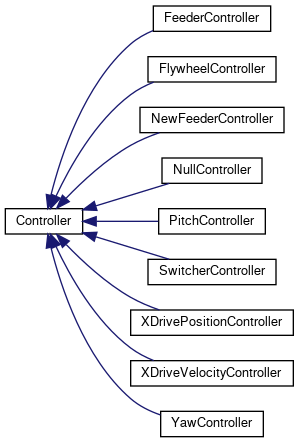 FeederController
FlywheelController
NewFeederController
NullController
Controller
PitchController
SwitcherController
XDrivePositionController
XDriveVelocityController
YawController